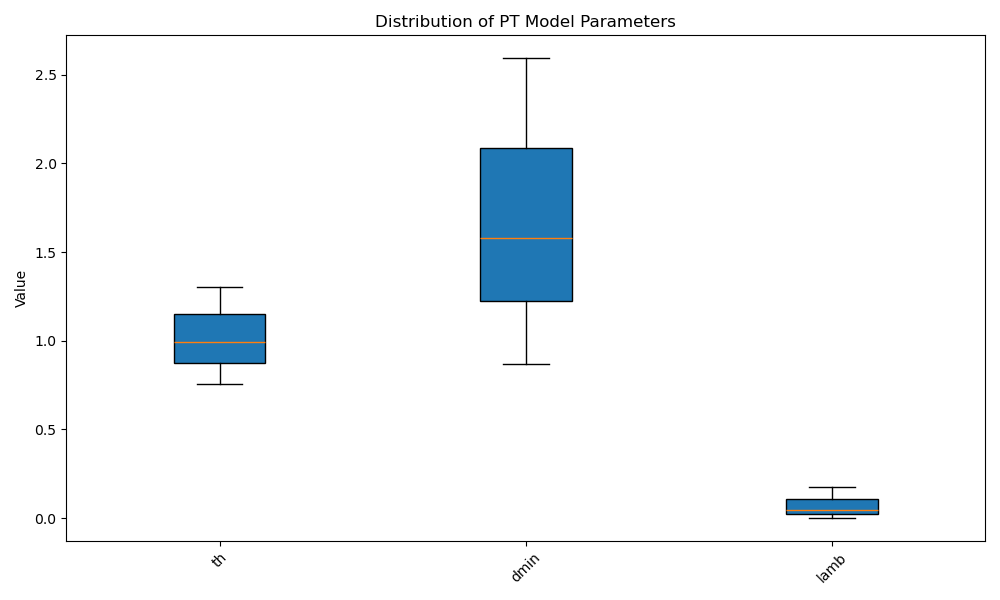 Distribution of PT Model Parameters
Value
2.5
2.0
1.5
1.0
0.5
0.0
th
dmin
lamb